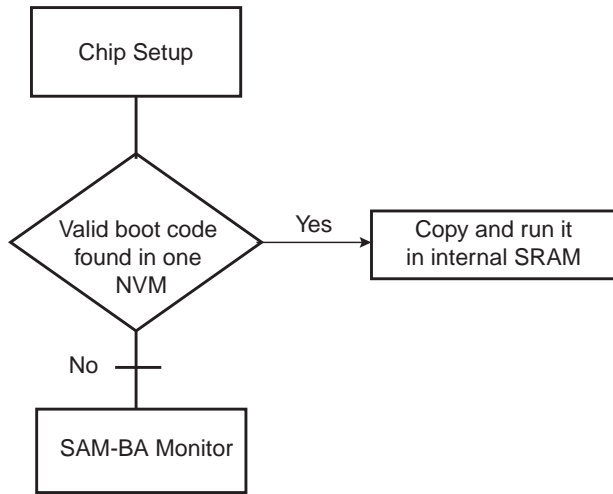 Chip Setup
Valid boot code
found in one
NVM
Yes
Copy and run it
in internal SRAM
No
SAM-BA Monitor